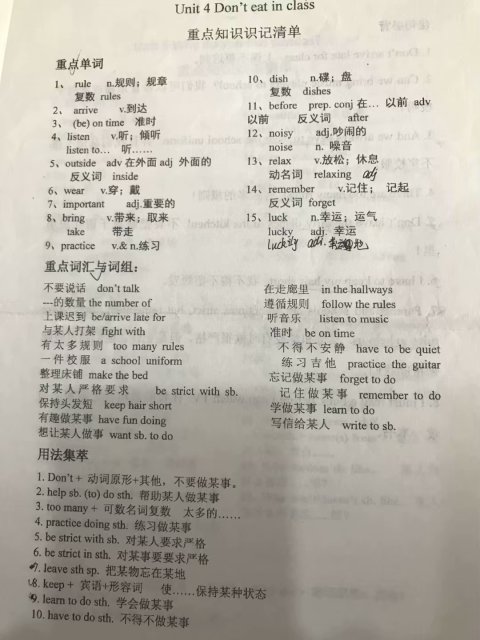 Unit 4 Don't eat in class
重点知识识记清单
重点单词
1、 rule n.规则；规章
复数 rules
2、 arrive v.到达
3、 (be) on time 准时
4、 listen v.听；倾听
listen to… 听……
5、 outside adv 在外面 adj 外面的
反义词 inside
6、 wear v. 穿；戴
7、 important adj.重要的
8、 bring v.带来；取来
take 带走
9、 practice v.& n.练习
10、dish n.碟；盘
复数 dishes
11、before prep. conj 在… 以前 adv
以前 反义词 after
12、noisy adj.吵闹的
noise n. 噪音
13、relax v.放松；休息
动名词 relaxing adj
14、remember v.记住； 记起
反义词 forget
15、luck n.幸运；运气
lucky adj. 幸运
重点词汇与词组：
不要说话 don't talk
---的数量 the number of
上课迟到 be/arrive late for
与某人打架 fight with
有太多规则 too many rules
一件校服 a school uniform
整理床铺 make the bed
对某人严格要求 be strict with sb.
保持头发短 keep hair short
有趣做某事 have fun doing
想让某人做某事 want sb. to do
在走廊里 in the hallways
遵循规则 follow the rules
听音乐 listen to music
准时 be on time
不得不安静 have to be quiet
练习吉他 practice the guitar
忘记做某事 forget to do
记住做某事 remember to do
学做某事 learn to do
写信给某人 write to sb.
用法集萃
1. Don't + 动词原形+其他，不要做某事。
2. help sb. (to) do sth. 帮助某人做某事
3. too many + 可数名词复数 太多的……
4. practice doing sth. 练习做某事
5. be strict with sb. 对某人要求严格
6. be strict in sth. 对某事要要求严格
7. leave sth sp. 把某物忘在某地
8. keep + 宾语+形容词 使……保持某种状态
9. learn to do sth. 学会做某事
10. have to do sth. 不得不做某事